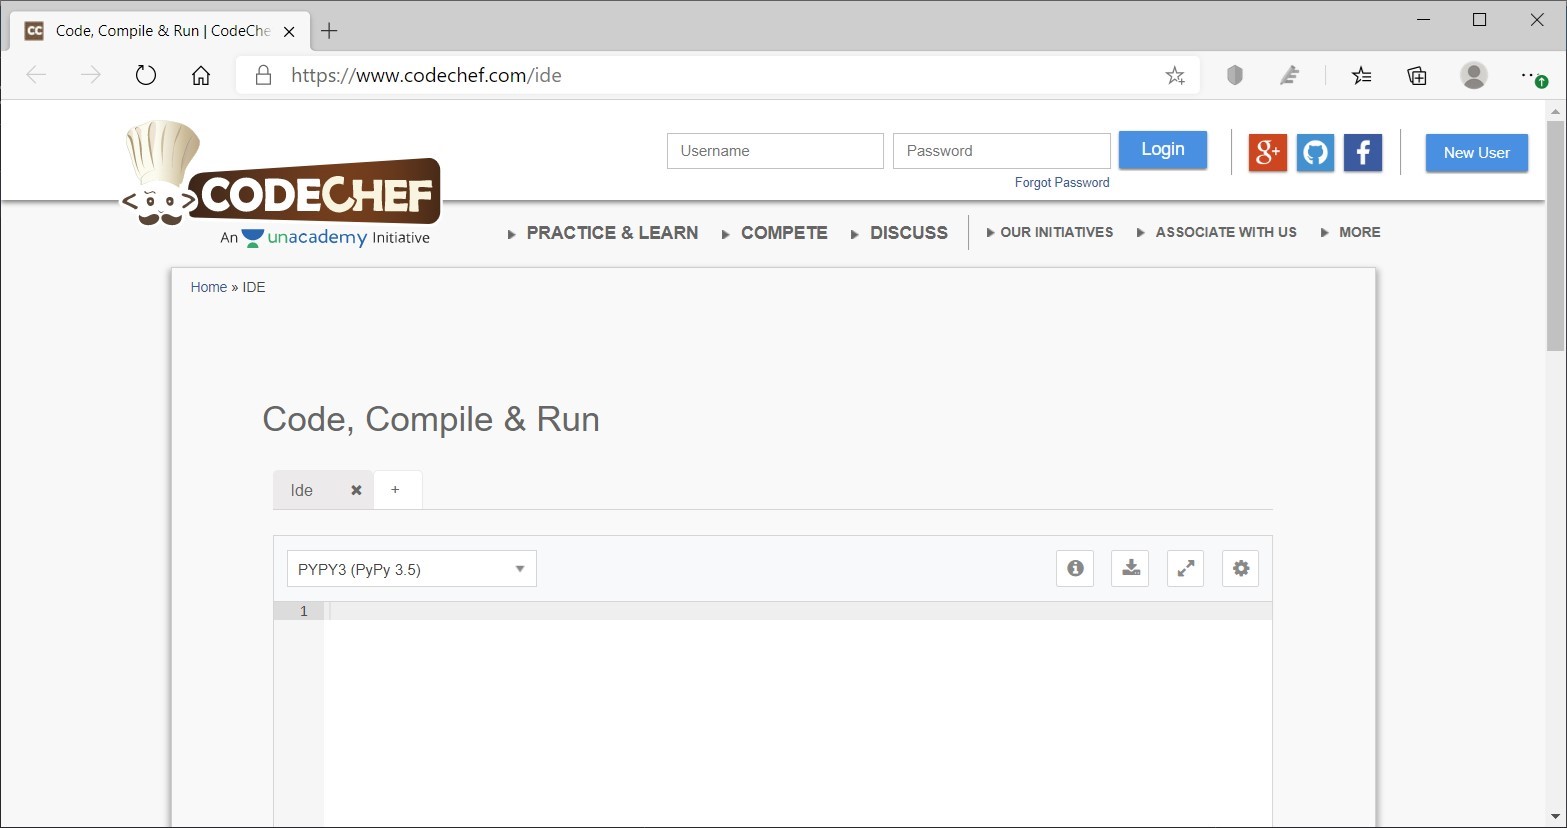 CC Code, Compile & Run | CodeChe
https://www.codechef.com/ide
Username Password Login g+ f New User
Forgot Password
CODECHEF
An unacademy Initiative
PRACTICE & LEARN COMPETE DISCUSS OUR INITIATIVES ASSOCIATE WITH US MORE
Home » IDE
Code, Compile & Run
Ide +
PYPY3 (PyPy 3.5)
1